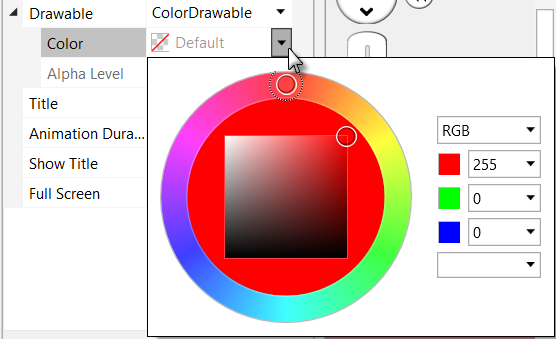 Drawable ColorDrawable
Color Default
Alpha Level
Title
Animation Dura...
Show Title
Full Screen
RGB
255
0
0